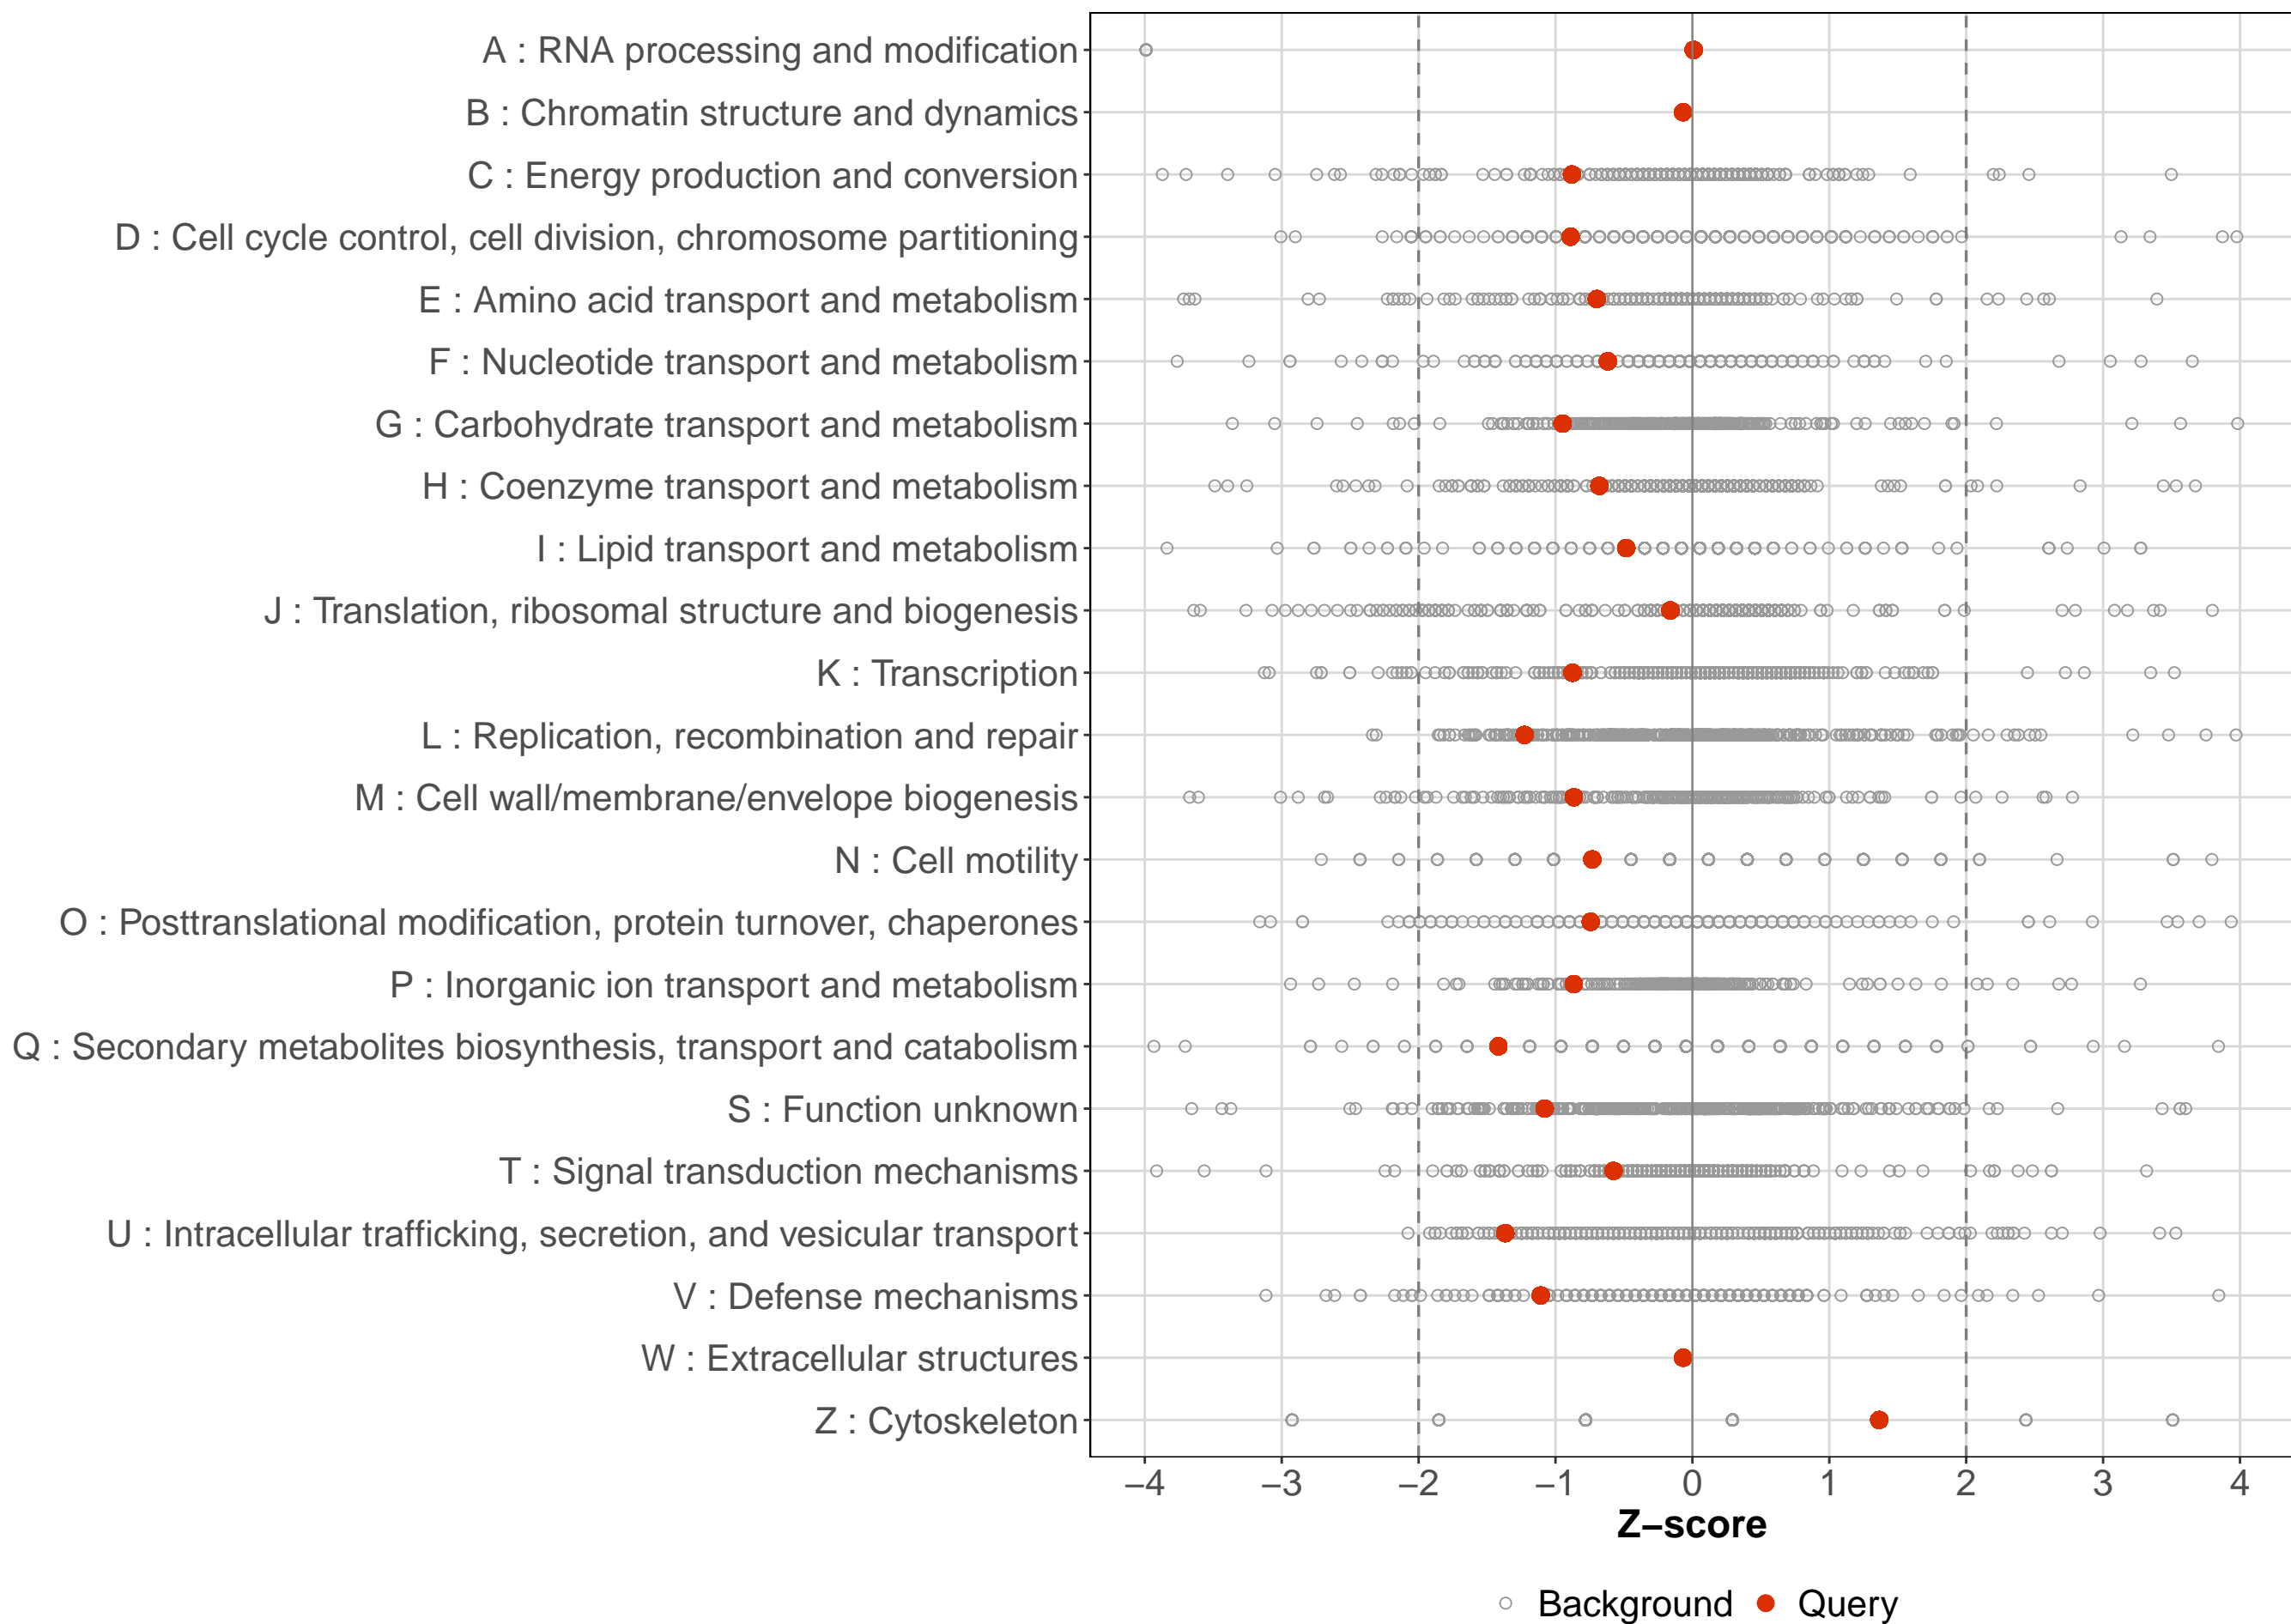 A : RNA processing and modification
B : Chromatin structure and dynamics
C : Energy production and conversion
D : Cell cycle control, cell division, chromosome partitioning
E : Amino acid transport and metabolism
F : Nucleotide transport and metabolism
G : Carbohydrate transport and metabolism
H : Coenzyme transport and metabolism
I : Lipid transport and metabolism
J : Translation, ribosomal structure and biogenesis
K : Transcription
L : Replication, recombination and repair
M : Cell wall/membrane/envelope biogenesis
N : Cell motility
O : Posttranslational modification, protein turnover, chaperones
P : Inorganic ion transport and metabolism
Q : Secondary metabolites biosynthesis, transport and catabolism
S : Function unknown
T : Signal transduction mechanisms
U : Intracellular trafficking, secretion, and vesicular transport
V : Defense mechanisms
W : Extracellular structures
Z : Cytoskeleton
−4 −3 −2 −1 0 1 2 3 4
Z−score
Background Query